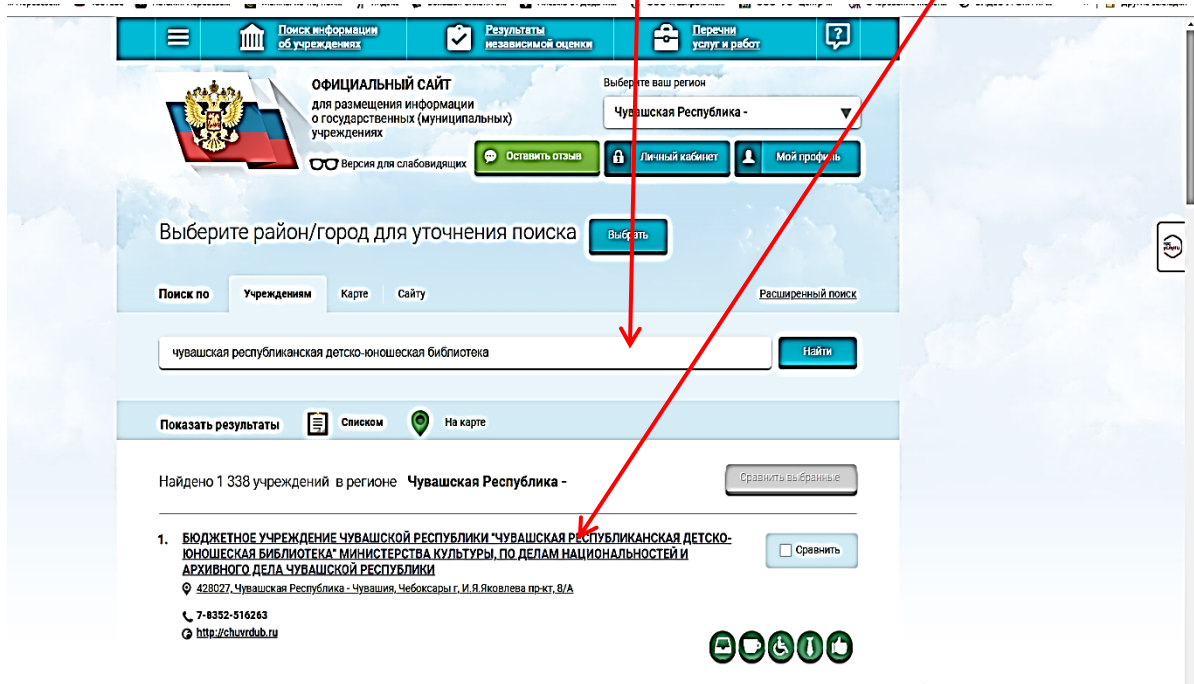 Поиск информации
об учреждениях
Результаты
независимой оценки
Перечни
услуг и работ
ОФИЦИАЛЬНЫЙ САЙТ
для размещения информации
о государственных (муниципальных)
учреждениях
Версия для слабовидящих
Выберите ваш регион
Чувашская Республика -
Оставить отзыв
Личный кабинет
Мой профиль
Выберите район/город для уточнения поиска
Выбрать
Поиск по Учреждениям Карте Сайту Расширенный поиск
чувашская республиканская детско-юношеская библиотека
Найти
Показать результаты Списком На карте
Найдено 1 338 учреждений в регионе Чувашская Республика -
Сравнить выбранные
1. БЮДЖЕТНОЕ УЧРЕЖДЕНИЕ ЧУВАШСКОЙ РЕСПУБЛИКИ "ЧУВАШСКАЯ РЕСПУБЛИКАНСКАЯ ДЕТСКО-
ЮНОШЕСКАЯ БИБЛИОТЕКА" МИНИСТЕРСТВА КУЛЬТУРЫ, ПО ДЕЛАМ НАЦИОНАЛЬНОСТЕЙ И
АРХИВНОГО ДЕЛА ЧУВАШСКОЙ РЕСПУБЛИКИ
Сравнить
428027, Чувашская Республика - Чувашия, Чебоксары г, И.Я.Яковлева пр-кт, 8/А
7-8352-516263
http://chuvrdub.ru